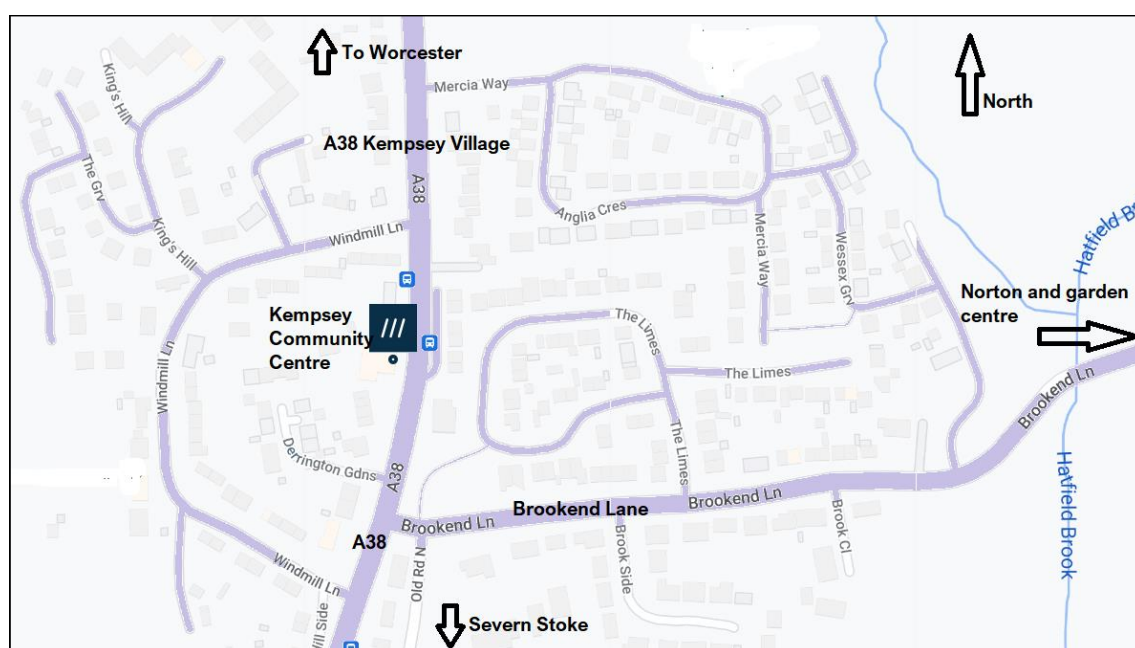 To Worcester
King's Hill
Mercia Way
North
A38 Kempsey Village
The Grv
A38
Anglia Cres
King's Hill
Windmill Ln
Mercia Way
Wessex Grv
Hatfield Br
Kempsey
Community
Centre
///
Norton and garden
centre
The Limes
The Limes
Windmill Ln
Brookend Ln
The Limes
Derrington Gdns
A38
Brookend Ln
Brookend Lane
Brookend Ln
Hatfield Brook
A38
Old Rd N
Brook Side
Brook Cl
Windmill Ln
Hill Side
Severn Stoke